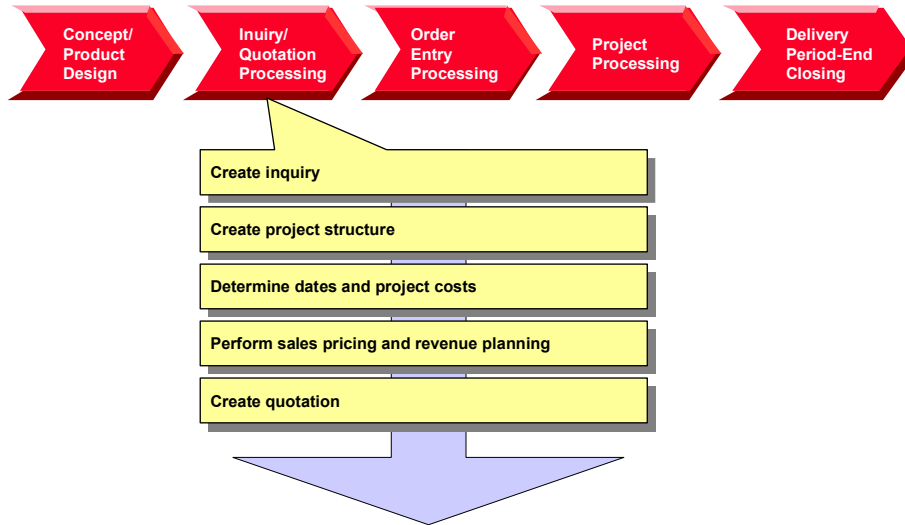 Concept/
Product
Design
Inuiry/
Quotation
Processing
Order
Entry
Processing
Project
Processing
Delivery
Period-End
Closing
Create inquiry
Create project structure
Determine dates and project costs
Perform sales pricing and revenue planning
Create quotation